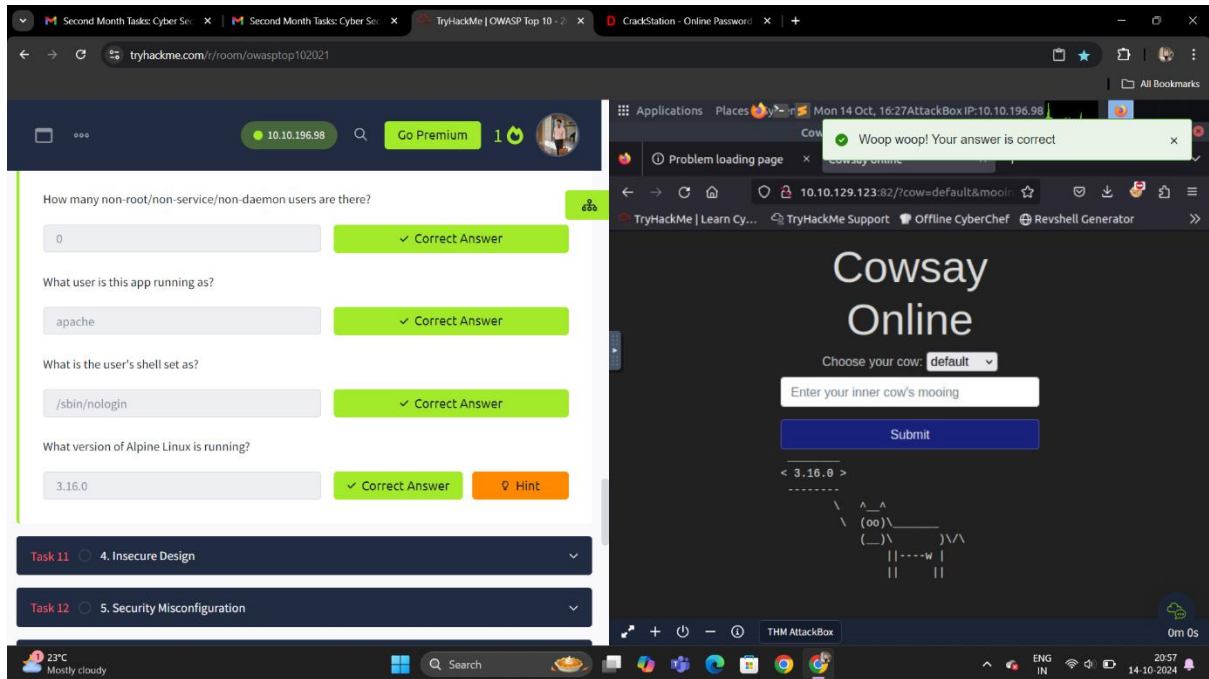 Second Month Tasks: Cyber Sec
Second Month Tasks: Cyber Sec
TryHackMe | OWASP Top 10 - 2
CrackStation - Online Password
tryhackme.com/r/room/owasptop102021
All Bookmarks
10.10.196.98
Go Premium
1
How many non-root/non-service/non-daemon users are there?
0
✓ Correct Answer
What user is this app running as?
apache
✓ Correct Answer
What is the user's shell set as?
/sbin/nologin
✓ Correct Answer
What version of Alpine Linux is running?
3.16.0
✓ Correct Answer
Hint
Task 11 4. Insecure Design
Task 12 5. Security Misconfiguration
Applications Places Mon 14 Oct, 16:27 AttackBox IP:10.10.196.98
Woop woop! Your answer is correct
Problem loading page
Cowsay Online
10.10.129.123:82/?cow=default&mooin
TryHackMe | Learn Cy... TryHackMe Support Offline CyberChef Revshell Generator
Cowsay
Online
Choose your cow: default
Enter your inner cow's mooing
Submit
< 3.16.0 >
THM AttackBox
0m 0s
23°C
Mostly cloudy
Search
ENG
IN
20:57
14-10-2024